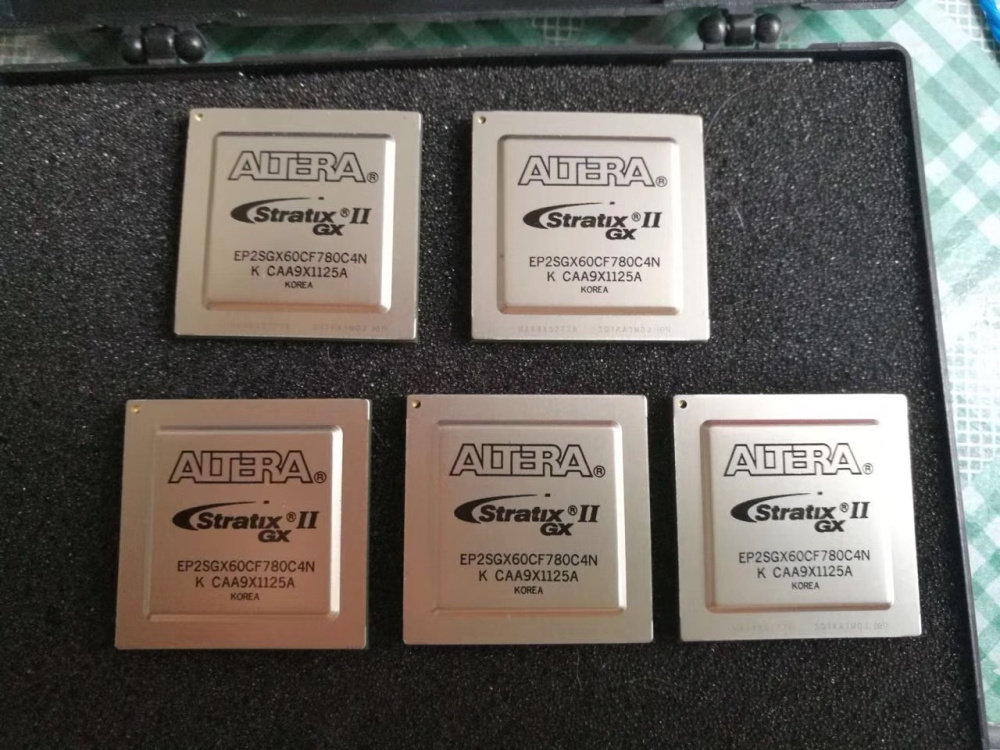 ALTERA®
Stratix® II
GX
EP2SGX60CF780C4N
K CAA9X1125A
KOREA
ALTERA®
Stratix® II
GX
EP2SGX60CF780C4N
K CAA9X1125A
KOREA
ALTERA®
Stratix® II
GX
EP2SGX60CF780C4N
K CAA9X1125A
KOREA
ALTERA®
Stratix® II
GX
EP2SGX60CF780C4N
K CAA9X1125A
KOREA
ALTERA®
Stratix® II
GX
EP2SGX60CF780C4N
K CAA9X1125A
KOREA